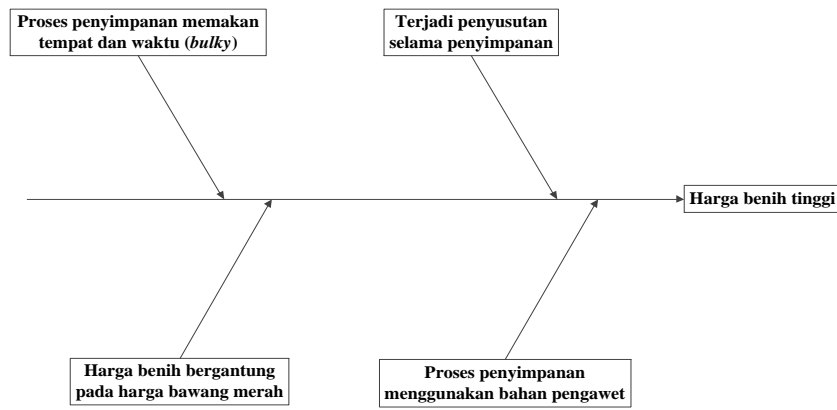 Proses penyimpanan memakan
tempat dan waktu (bulky)
Terjadi penyusutan
selama penyimpanan
Harga benih tinggi
Harga benih bergantung
pada harga bawang merah
Proses penyimpanan
menggunakan bahan pengawet